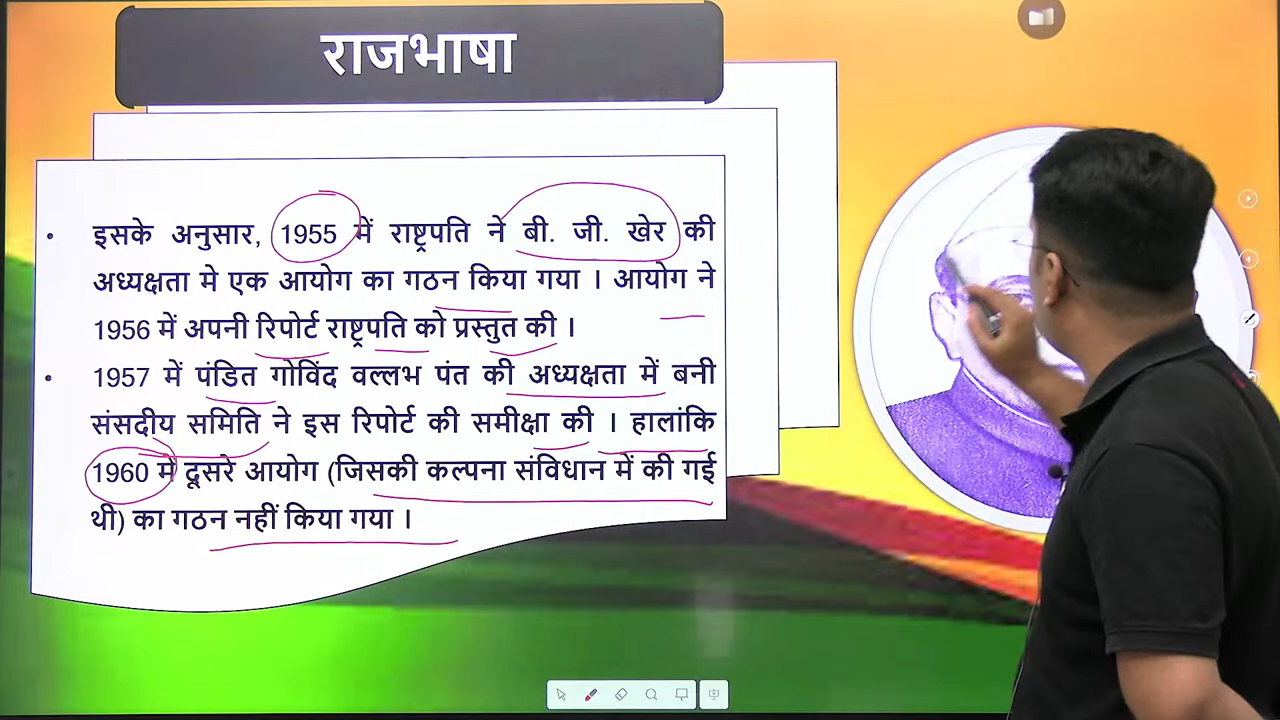 राजभाषा
• इसके अनुसार, 1955 में राष्ट्रपति ने बी. जी. खेर की
अध्यक्षता मे एक आयोग का गठन किया गया । आयोग ने
1956 में अपनी रिपोर्ट राष्ट्रपति को प्रस्तुत की ।
• 1957 में पंडित गोविंद वल्लभ पंत की अध्यक्षता में बनी
संसदीय समिति ने इस रिपोर्ट की समीक्षा की । हालांकि
1960 में दूसरे आयोग (जिसकी कल्पना संविधान में की गई
थी) का गठन नहीं किया गया ।